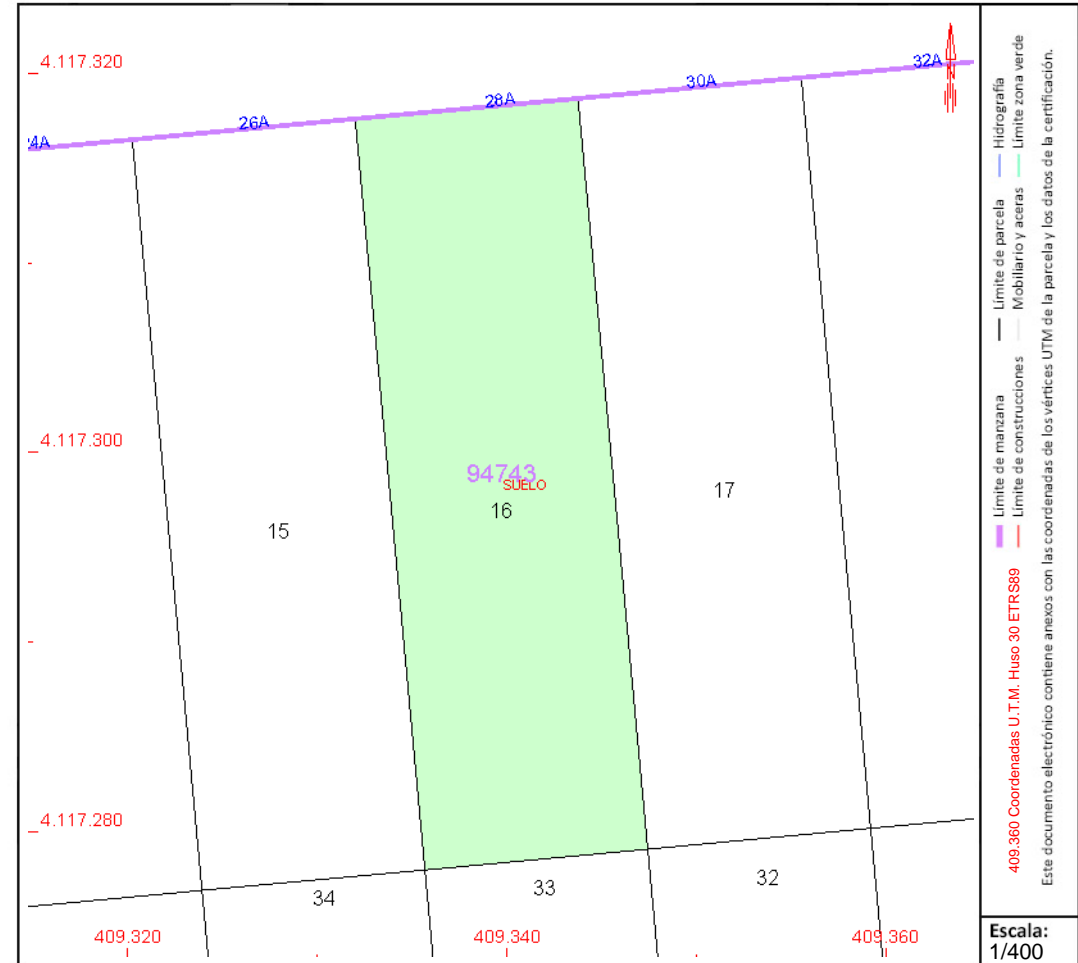 4.117.320
32A
30A
28A
26A
24A
4.117.300
94743
SUELO
16
17
15
4.117.280
34
33
32
409.320
409.340
409.360
N
Límite de manzana
Límite de parcela
Hidrografía
409.360 Coordenadas U.T.M. Huso 30 ETRS89
Límite de construcciones
Mobiliario y aceras
Límite zona verde
Este documento electrónico contiene anexos con las coordenadas de los vértices UTM de la parcela y los datos de la certificación.
Escala:
1/400